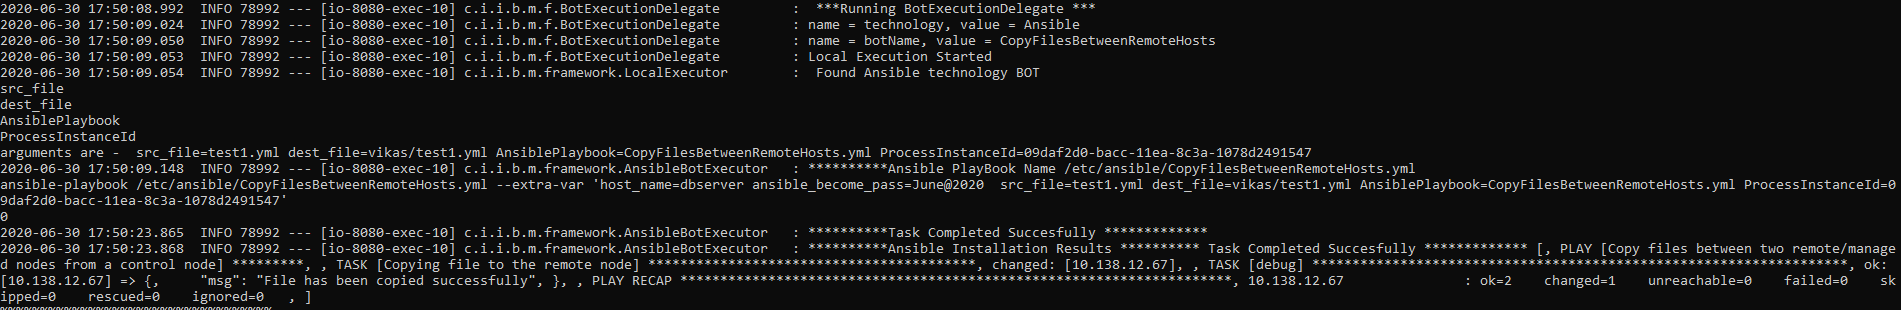 2020-06-30 17:50:08.992  INFO 78992 --- [io-8080-exec-10] c.i.i.b.m.f.BotExecutionDelegate         :  ***Running BotExecutionDelegate ***
2020-06-30 17:50:09.024  INFO 78992 --- [io-8080-exec-10] c.i.i.b.m.f.BotExecutionDelegate         : name = technology, value = Ansible
2020-06-30 17:50:09.050  INFO 78992 --- [io-8080-exec-10] c.i.i.b.m.f.BotExecutionDelegate         : name = botName, value = CopyFilesBetweenRemoteHosts
2020-06-30 17:50:09.053  INFO 78992 --- [io-8080-exec-10] c.i.i.b.m.f.BotExecutionDelegate         : Local Execution Started
2020-06-30 17:50:09.054  INFO 78992 --- [io-8080-exec-10] c.i.i.b.m.framework.LocalExecutor        :  Found Ansible technology BOT
src_file
dest_file
AnsiblePlaybook
ProcessInstanceId
arguments are -  src_file=test1.yml dest_file=vikas/test1.yml AnsiblePlaybook=CopyFilesBetweenRemoteHosts.yml ProcessInstanceId=09daf2d0-bacc-11ea-8c3a-1078d2491547
2020-06-30 17:50:09.148  INFO 78992 --- [io-8080-exec-10] c.i.i.b.m.framework.AnsibleBotExecutor   : **********Ansible PlayBook Name /etc/ansible/CopyFilesBetweenRemoteHosts.yml
ansible-playbook /etc/ansible/CopyFilesBetweenRemoteHosts.yml --extra-var 'host_name=dbserver ansible_become_pass=June@2020  src_file=test1.yml dest_file=vikas/test1.yml AnsiblePlaybook=CopyFilesBetweenRemoteHosts.yml ProcessInstanceId=0
9daf2d0-bacc-11ea-8c3a-1078d2491547'
0
2020-06-30 17:50:23.865  INFO 78992 --- [io-8080-exec-10] c.i.i.b.m.framework.AnsibleBotExecutor   : **********Task Completed Succesfully *************
2020-06-30 17:50:23.868  INFO 78992 --- [io-8080-exec-10] c.i.i.b.m.framework.AnsibleBotExecutor   : **********Ansible Installation Results ********** Task Completed Succesfully ************* [, PLAY [Copy files between two remote/manage
d nodes from a control node] *********, , TASK [Copying file to the remote node] *****************************************, changed: [10.138.12.67], , TASK [debug] *******************************************************************, ok:
[10.138.12.67] => {,     "msg": "File has been copied successfully", }, , PLAY RECAP *********************************************************************, 10.138.12.67               : ok=2    changed=1    unreachable=0    failed=0    sk
ipped=0    rescued=0    ignored=0   , ]